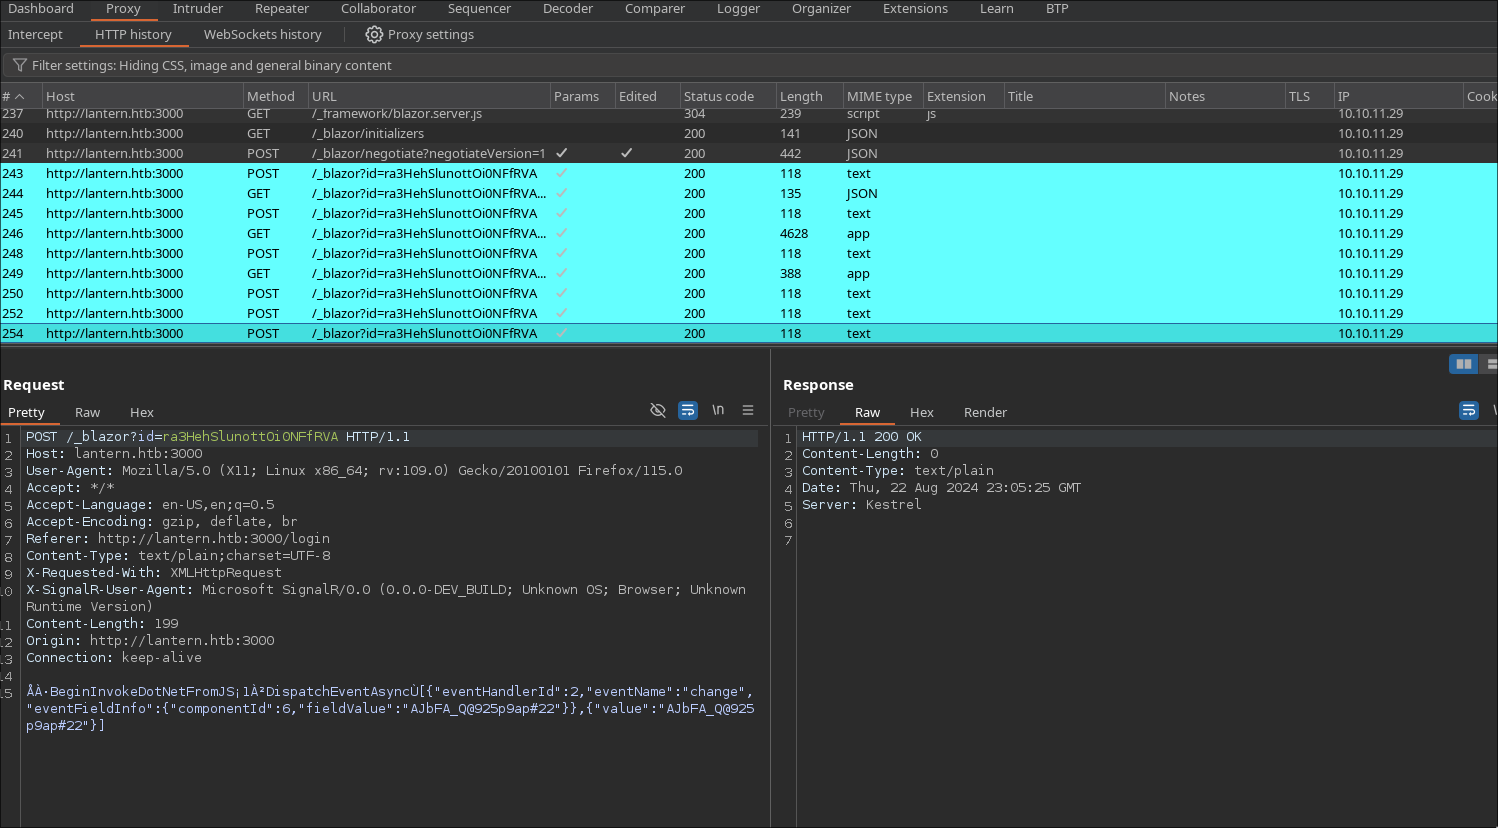 Dashboard Proxy Intruder Repeater Collaborator Sequencer Decoder Comparer Logger Organizer Extensions Learn BTP
Intercept HTTP history WebSockets history Proxy settings
Filter settings: Hiding CSS, image and general binary content
# Host Method URL Params Edited Status code Length MIME type Extension Title Notes TLS IP Cook
237 http://lantern.htb:3000 GET /_framework/blazor.server.js 304 239 script js 10.10.11.29
240 http://lantern.htb:3000 GET /_blazor/initializers 200 141 JSON 10.10.11.29
241 http://lantern.htb:3000 POST /_blazor/negotiate?negotiateVersion=1 ✓ ✓ 200 442 JSON 10.10.11.29
243 http://lantern.htb:3000 POST /_blazor?id=ra3HehSlunottOi0NFfRVA ✓ 200 118 text 10.10.11.29
244 http://lantern.htb:3000 GET /_blazor?id=ra3HehSlunottOi0NFfRVA... ✓ 200 135 JSON 10.10.11.29
245 http://lantern.htb:3000 POST /_blazor?id=ra3HehSlunottOi0NFfRVA ✓ 200 118 text 10.10.11.29
246 http://lantern.htb:3000 GET /_blazor?id=ra3HehSlunottOi0NFfRVA... ✓ 200 4628 app 10.10.11.29
248 http://lantern.htb:3000 POST /_blazor?id=ra3HehSlunottOi0NFfRVA ✓ 200 118 text 10.10.11.29
249 http://lantern.htb:3000 GET /_blazor?id=ra3HehSlunottOi0NFfRVA... ✓ 200 388 app 10.10.11.29
250 http://lantern.htb:3000 POST /_blazor?id=ra3HehSlunottOi0NFfRVA ✓ 200 118 text 10.10.11.29
252 http://lantern.htb:3000 POST /_blazor?id=ra3HehSlunottOi0NFfRVA ✓ 200 118 text 10.10.11.29
254 http://lantern.htb:3000 POST /_blazor?id=ra3HehSlunottOi0NFfRVA ✓ 200 118 text 10.10.11.29
Request
Pretty Raw Hex \n
1 POST /_blazor?id=ra3HehSlunottOi0NFfRVA HTTP/1.1
2 Host: lantern.htb:3000
3 User-Agent: Mozilla/5.0 (X11; Linux x86_64; rv:109.0) Gecko/20100101 Firefox/115.0
4 Accept: */*
5 Accept-Language: en-US,en;q=0.5
6 Accept-Encoding: gzip, deflate, br
7 Referer: http://lantern.htb:3000/login
8 Content-Type: text/plain;charset=UTF-8
9 X-Requested-With: XMLHttpRequest
10 X-SignalR-User-Agent: Microsoft SignalR/0.0 (0.0.0-DEV_BUILD; Unknown OS; Browser; Unknown
Runtime Version)
11 Content-Length: 199
12 Origin: http://lantern.htb:3000
13 Connection: keep-alive
14
15 ÅÀ·BeginInvokeDotNetFromJS¡1À²DispatchEventAsyncÙ[{"eventHandlerId":2,"eventName":"change",
"eventFieldInfo":{"componentId":6,"fieldValue":"AJbFA_Q@925p9ap#22"}},{"value":"AJbFA_Q@925
p9ap#22"}]
Response
Pretty Raw Hex Render
1 HTTP/1.1 200 OK
2 Content-Length: 0
3 Content-Type: text/plain
4 Date: Thu, 22 Aug 2024 23:05:25 GMT
5 Server: Kestrel
6
7